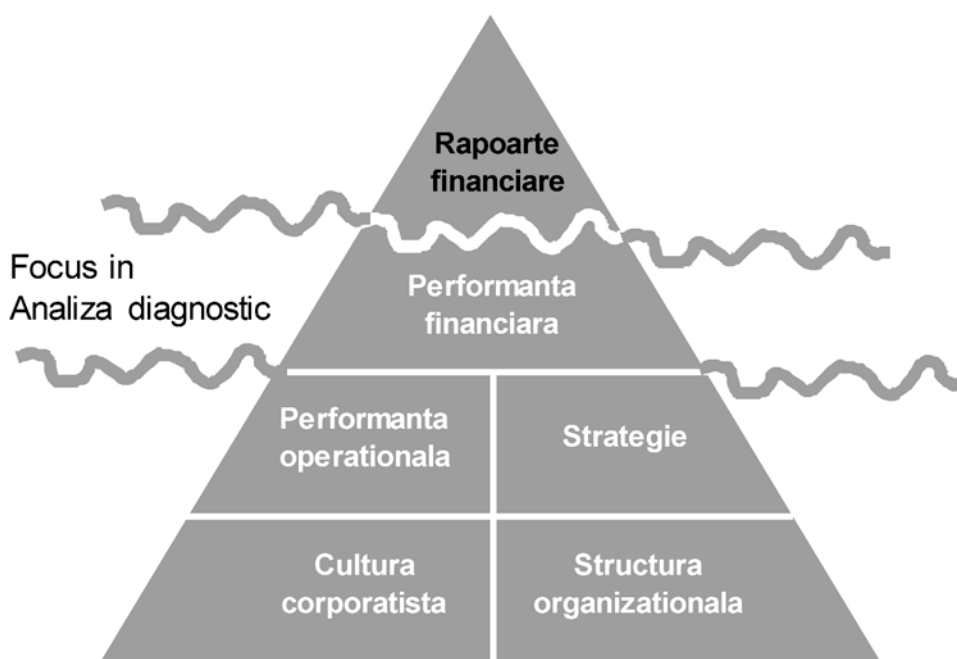 Rapoarte
financiare
Focus in
Analiza diagnostic
Performanta
financiara
Performanta
operationala
Strategie
Cultura
corporatista
Structura
organizationala